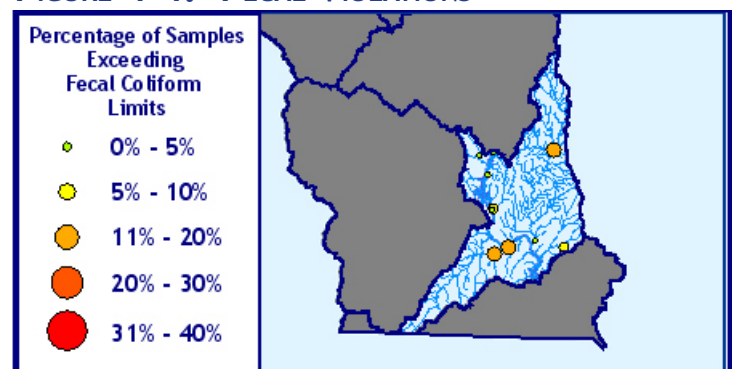 Percentage of Samples
Exceeding
Fecal Coliform
Limits
0% - 5%
5% - 10%
11% - 20%
20% - 30%
31% - 40%